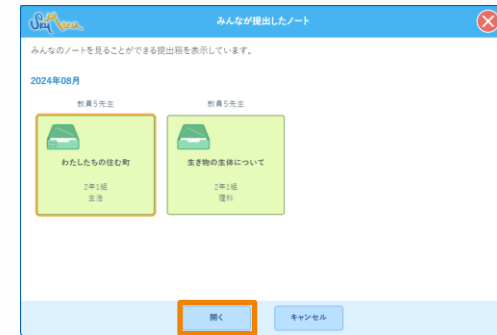 SkyMenu
みんなが提出したノート
みんなのノートを見ることができる提出箱を表示しています。
2024年08月
教員5先生
教員5先生
わたしたちの住む町
生き物の生体について
2年1組
2年1組
生活
理科
開く
キャンセル